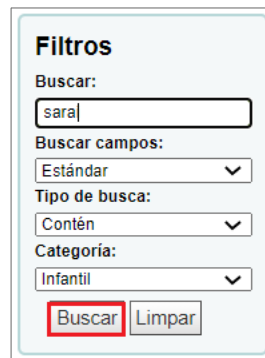 Filtros
Buscar:
sara
Buscar campos:
Estándar
Tipo de busca:
Contén
Categoría:
Infantil
Buscar Limpar